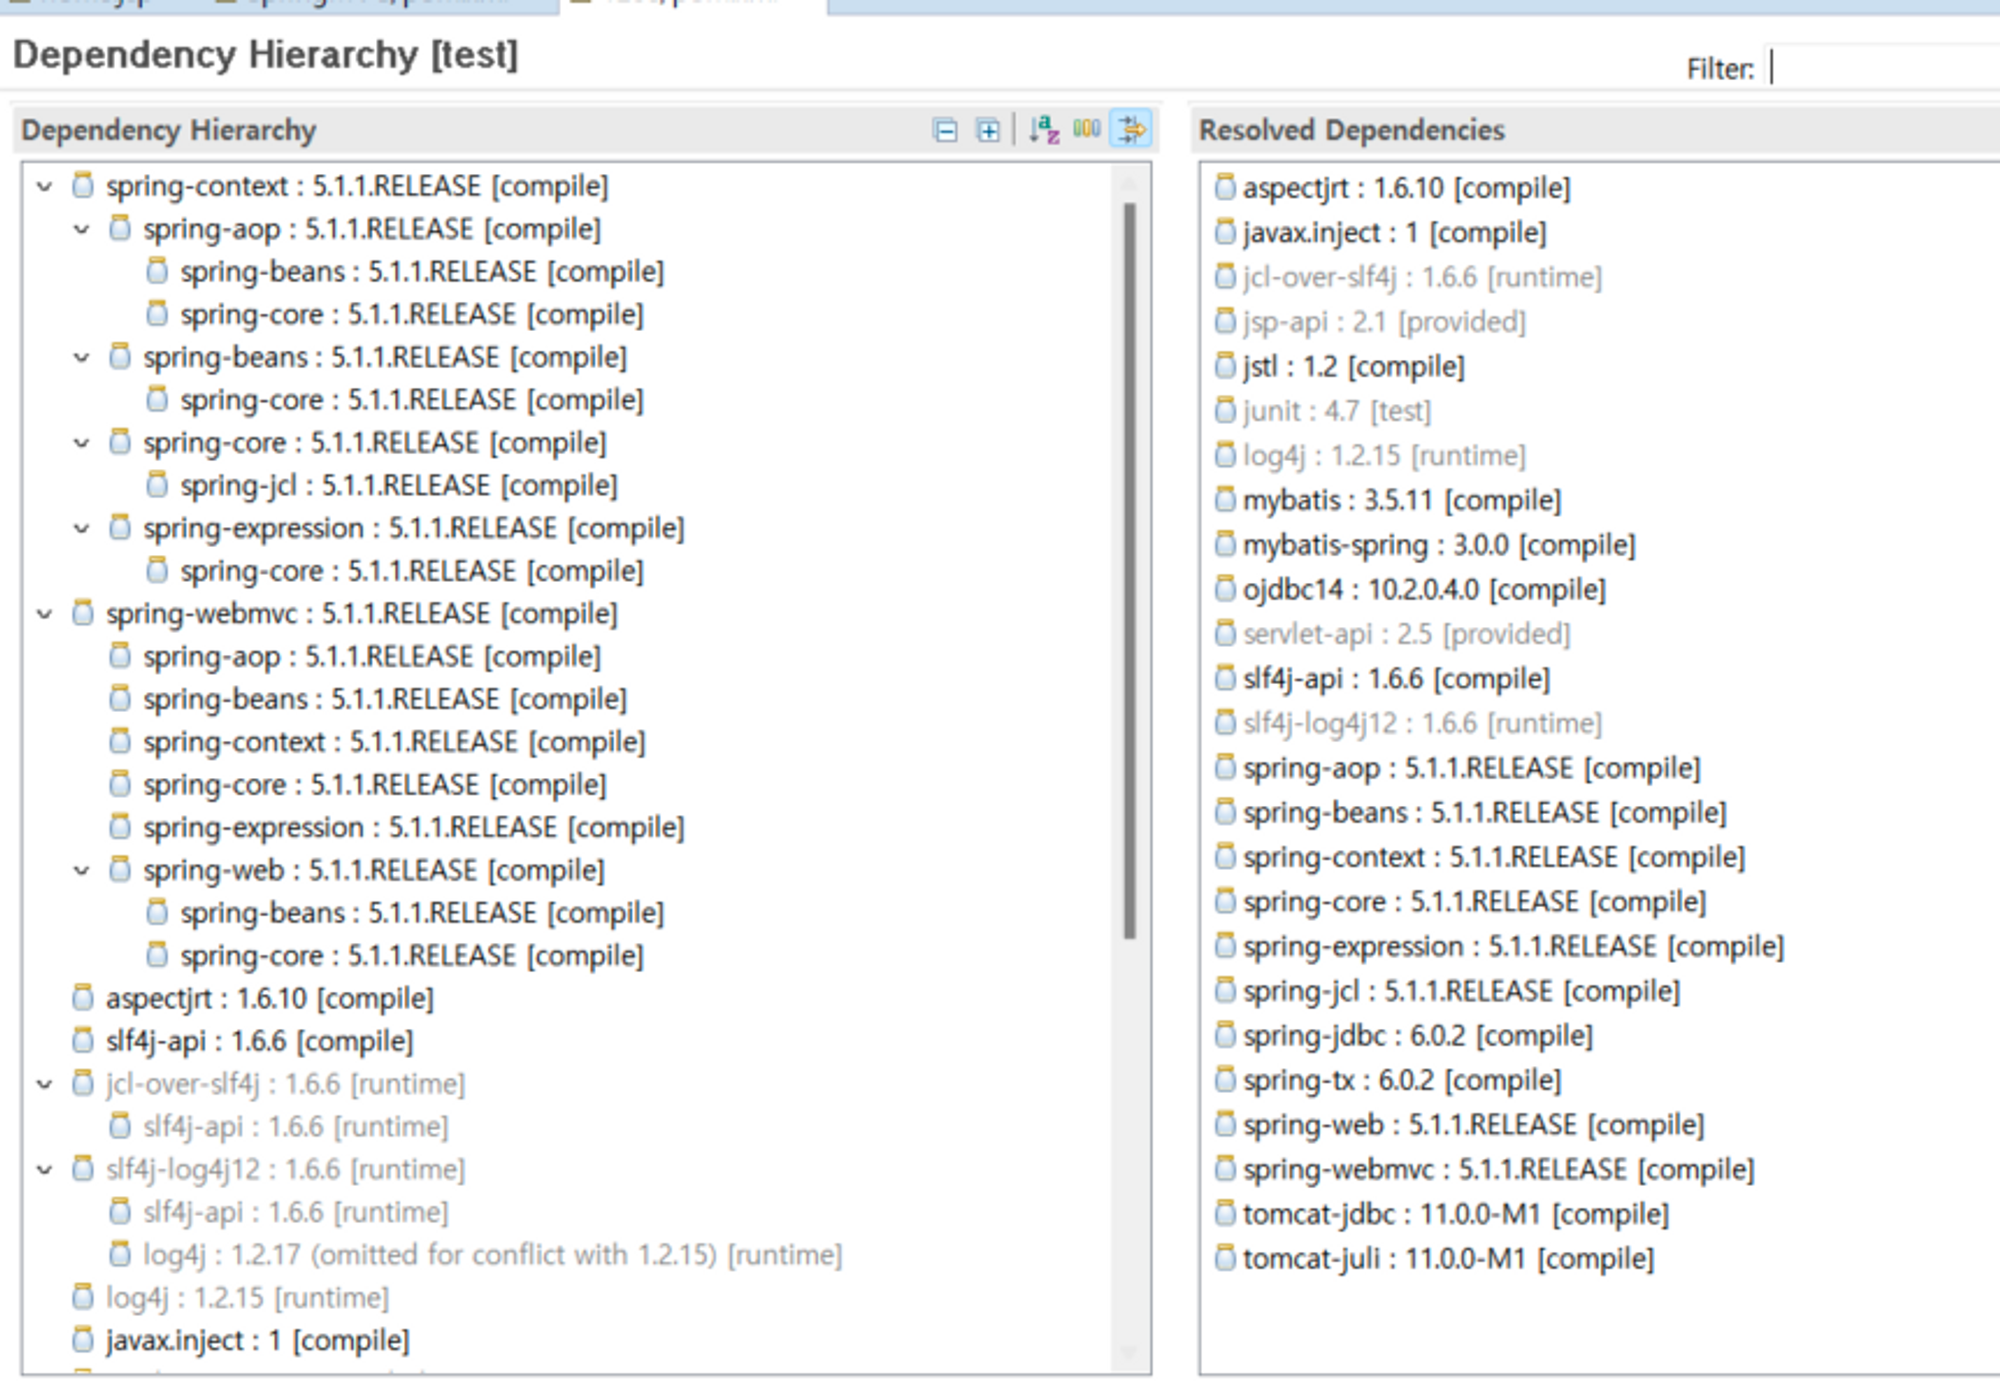 Dependency Hierarchy [test]
Filter:
Dependency Hierarchy
spring-context : 5.1.1.RELEASE [compile]
spring-aop : 5.1.1.RELEASE [compile]
spring-beans : 5.1.1.RELEASE [compile]
spring-core : 5.1.1.RELEASE [compile]
spring-beans : 5.1.1.RELEASE [compile]
spring-core : 5.1.1.RELEASE [compile]
spring-core : 5.1.1.RELEASE [compile]
spring-jcl : 5.1.1.RELEASE [compile]
spring-expression : 5.1.1.RELEASE [compile]
spring-core : 5.1.1.RELEASE [compile]
spring-webmvc : 5.1.1.RELEASE [compile]
spring-aop : 5.1.1.RELEASE [compile]
spring-beans : 5.1.1.RELEASE [compile]
spring-context : 5.1.1.RELEASE [compile]
spring-core : 5.1.1.RELEASE [compile]
spring-expression : 5.1.1.RELEASE [compile]
spring-web : 5.1.1.RELEASE [compile]
spring-beans : 5.1.1.RELEASE [compile]
spring-core : 5.1.1.RELEASE [compile]
aspectjrt : 1.6.10 [compile]
slf4j-api : 1.6.6 [compile]
jcl-over-slf4j : 1.6.6 [runtime]
slf4j-api : 1.6.6 [runtime]
slf4j-log4j12 : 1.6.6 [runtime]
slf4j-api : 1.6.6 [runtime]
log4j : 1.2.17 (omitted for conflict with 1.2.15) [runtime]
log4j : 1.2.15 [runtime]
javax.inject : 1 [compile]
Resolved Dependencies
aspectjrt : 1.6.10 [compile]
javax.inject : 1 [compile]
jcl-over-slf4j : 1.6.6 [runtime]
jsp-api : 2.1 [provided]
jstl : 1.2 [compile]
junit : 4.7 [test]
log4j : 1.2.15 [runtime]
mybatis : 3.5.11 [compile]
mybatis-spring : 3.0.0 [compile]
ojdbc14 : 10.2.0.4.0 [compile]
servlet-api : 2.5 [provided]
slf4j-api : 1.6.6 [compile]
slf4j-log4j12 : 1.6.6 [runtime]
spring-aop : 5.1.1.RELEASE [compile]
spring-beans : 5.1.1.RELEASE [compile]
spring-context : 5.1.1.RELEASE [compile]
spring-core : 5.1.1.RELEASE [compile]
spring-expression : 5.1.1.RELEASE [compile]
spring-jcl : 5.1.1.RELEASE [compile]
spring-jdbc : 6.0.2 [compile]
spring-tx : 6.0.2 [compile]
spring-web : 5.1.1.RELEASE [compile]
spring-webmvc : 5.1.1.RELEASE [compile]
tomcat-jdbc : 11.0.0-M1 [compile]
tomcat-juli : 11.0.0-M1 [compile]